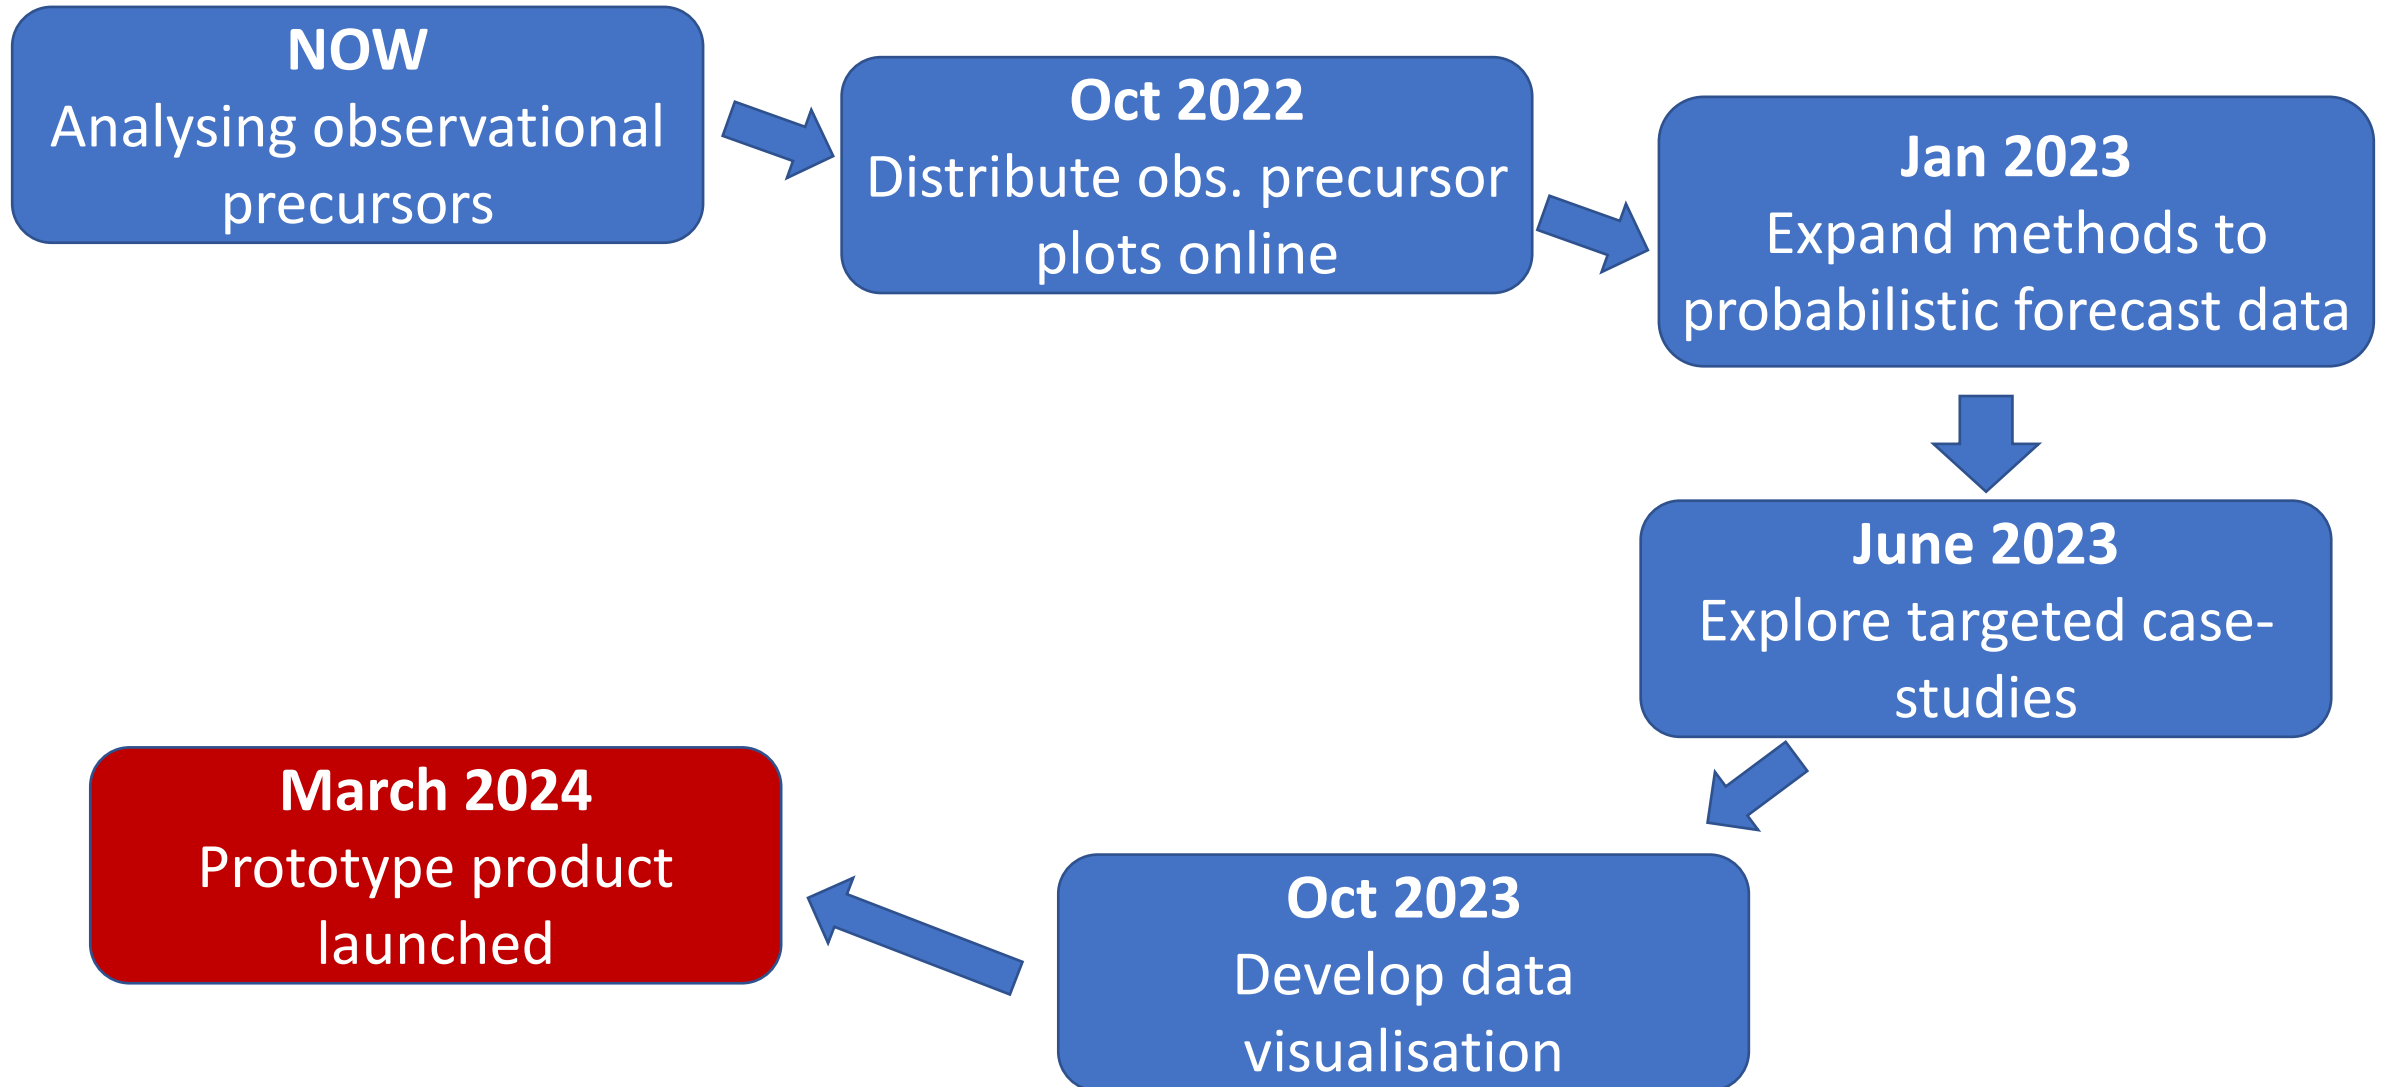 NOW
Analysing observational
precursors
Oct 2022
Distribute obs. precursor
plots online
Jan 2023
Expand methods to
probabilistic forecast data
June 2023
Explore targeted case-
studies
Oct 2023
Develop data
visualisation
March 2024
Prototype product
launched